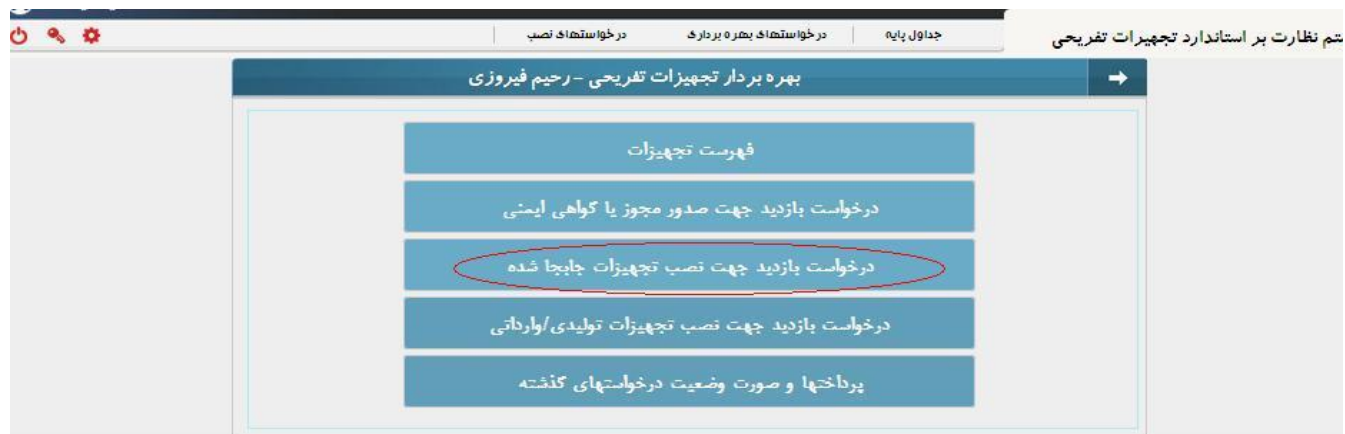 نظارت بر استاندارد تجهیرات تفریحی
جداول پایه
درخواستهای بهره برداری
درخواستهای نصب
بهره بردار تجهیزات تفریحی - رحیم فیروزی
فهرست تجهیزات
درخواست بازدید جهت صدور مجوز یا گواهی ایمنی
درخواست بازدید جهت نصب تجهیزات جابجا شده
درخواست بازدید جهت نصب تجهیزات تولیدی/وارداتی
پرداختها و صورت وضعیت درخواستهای گذشته